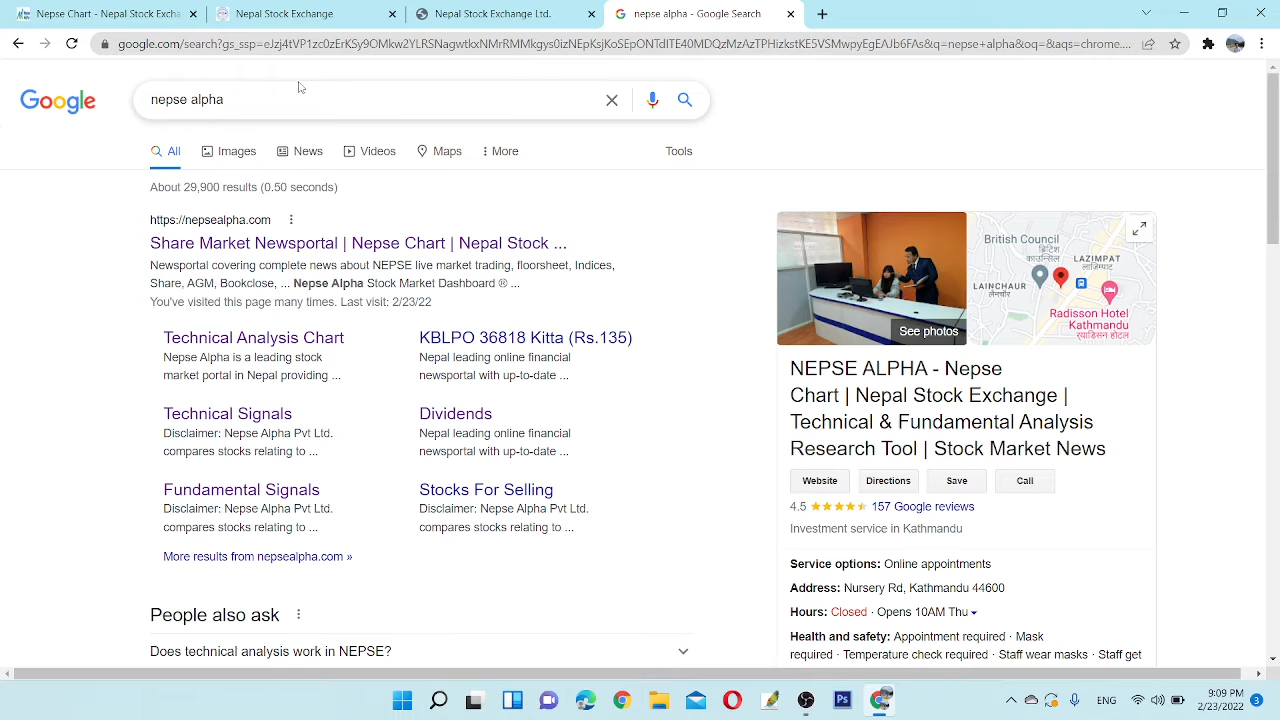 Nepse Chart - Nepal Stock Excha
Nepal Stock Exchange
Nepal Stock Exchange Ltd.
nepse alpha - Google Search
google.com/search?gs_ssp=eJzj4tVP1zc0zErKSy9OMkw2YLRSNagwtkxNMrRMMkgys0izNEpKsjKoSEpONTdITE40MDQzMzAzTPHizkstKE5VSMwpyEgEAJb6FAs&q=nepse+alpha&oq=&aqs=chrome....
Google
nepse alpha
All
Images
News
Videos
Maps
More
Tools
About 29,900 results (0.50 seconds)
https://nepsealpha.com
Share Market Newsportal | Nepse Chart | Nepal Stock ...
Newsportal covering complete news about NEPSE live market trading, floorsheet, Indices,
Share, AGM, Bookclose, ... Nepse Alpha Stock Market Dashboard ® ...
You've visited this page many times. Last visit: 2/23/22
Technical Analysis Chart
Nepse Alpha is a leading stock
market portal in Nepal providing ...
KBLPO 36818 Kitta (Rs.135)
Nepal leading online financial
newsportal with up-to-date ...
Technical Signals
Disclaimer: Nepse Alpha Pvt Ltd.
compares stocks relating to ...
Dividends
Nepal leading online financial
newsportal with up-to-date ...
Fundamental Signals
Disclaimer: Nepse Alpha Pvt Ltd.
compares stocks relating to ...
Stocks For Selling
Disclaimer: Nepse Alpha Pvt Ltd.
compares stocks relating to ...
More results from nepsealpha.com »
People also ask
Does technical analysis work in NEPSE?
See photos
British Council
ब्रिटिश
काउन्सिल
LAZIMPAT
लाज़िम्पाट
LAINCHAUR
लैनचौर
Radisson Hotel
Kathmandu
र्‍याडिसन होटल
NEPSE ALPHA - Nepse
Chart | Nepal Stock Exchange |
Technical & Fundamental Analysis
Research Tool | Stock Market News
Website
Directions
Save
Call
4.5
157 Google reviews
Investment service in Kathmandu
Service options: Online appointments
Address: Nursery Rd, Kathmandu 44600
Hours: Closed · Opens 10AM Thu
Health and safety: Appointment required · Mask
required · Temperature check required · Staff wear masks · Staff get
ENG
9:09 PM
2/23/2022
3